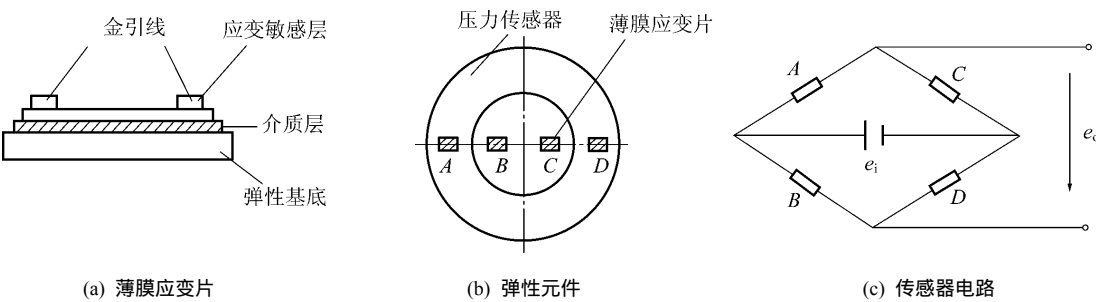 金引线
应变敏感层
介质层
弹性基底
(a) 薄膜应变片
压力传感器
薄膜应变片
A
B
C
D
(b) 弹性元件
A
C
ei
B
D
(c) 传感器电路